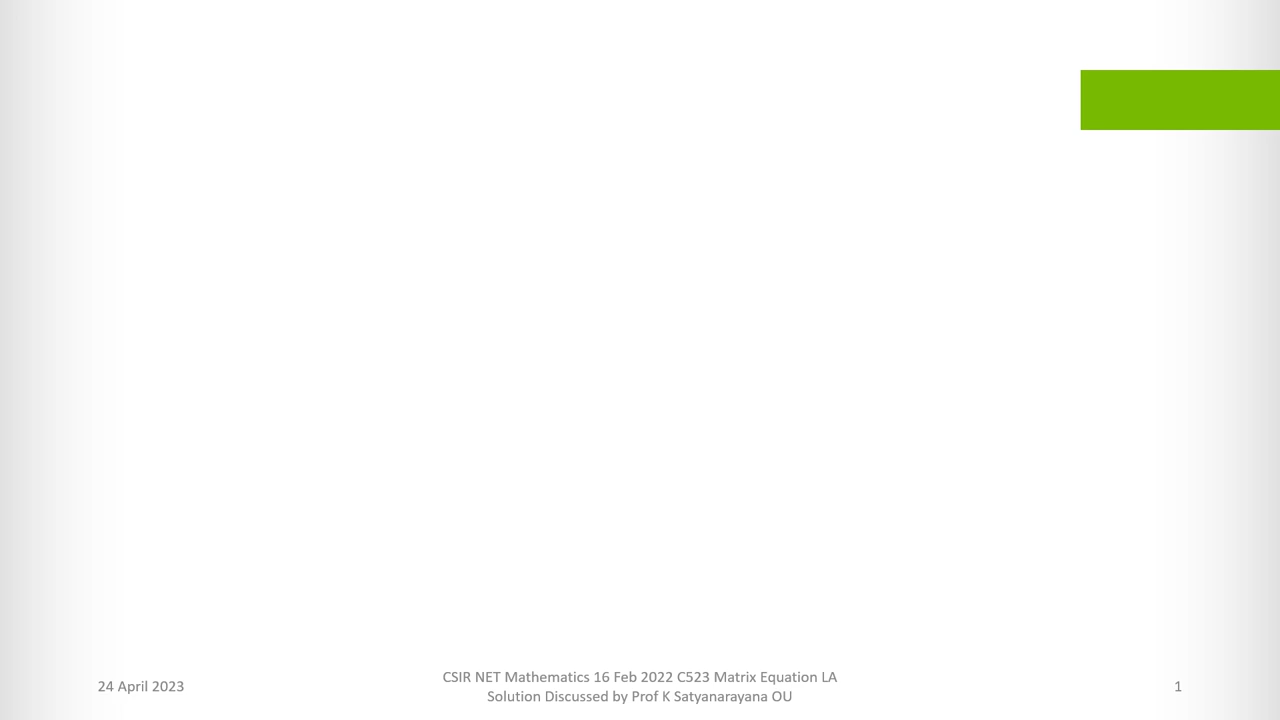 24 April 2023
CSIR NET Mathematics 16 Feb 2022 C523 Matrix Equation LA
Solution Discussed by Prof K Satyanarayana OU
1